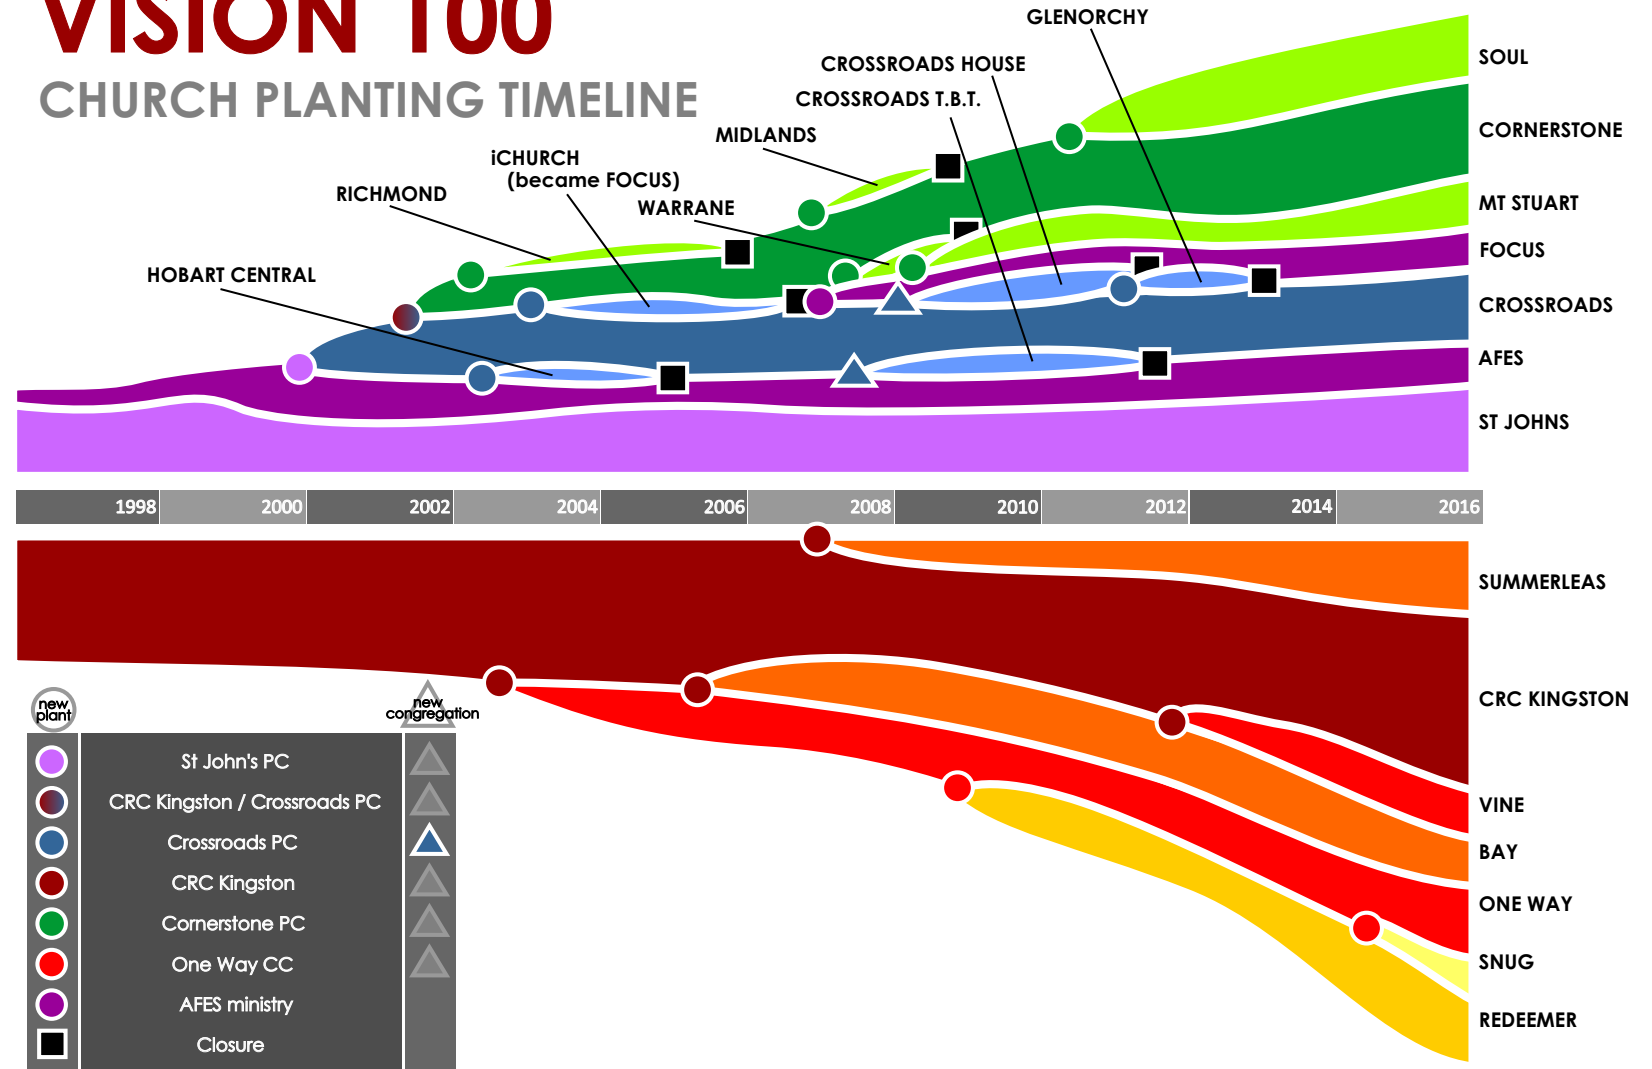 VISION 100
CHURCH PLANTING TIMELINE
GLENORCHY
CROSSROADS HOUSE
CROSSROADS T.B.T.
MIDLANDS
iCHURCH
(became FOCUS)
RICHMOND
WARRANE
HOBART CENTRAL
SOUL
CORNERSTONE
MT STUART
FOCUS
CROSSROADS
AFES
ST JOHNS
1998 2000 2002 2004 2006 2008 2010 2012 2014 2016
SUMMERLEAS
CRC KINGSTON
VINE
BAY
ONE WAY
SNUG
REDEEMER
new
plant
new
congregation
St John's PC
CRC Kingston / Crossroads PC
Crossroads PC
CRC Kingston
Cornerstone PC
One Way CC
AFES ministry
Closure